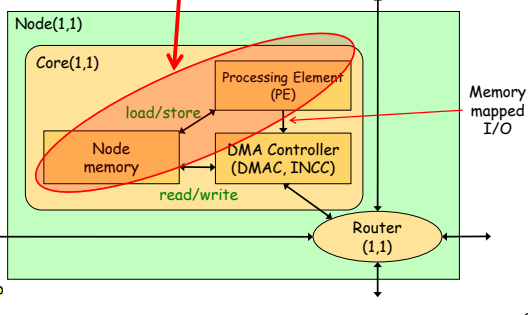 Node(1,1)
Core(1,1)
Processing Element
(PE)
load/store
Memory
mapped
I/O
Node
memory
DMA Controller
(DMAC, INCC)
read/write
Router
(1,1)